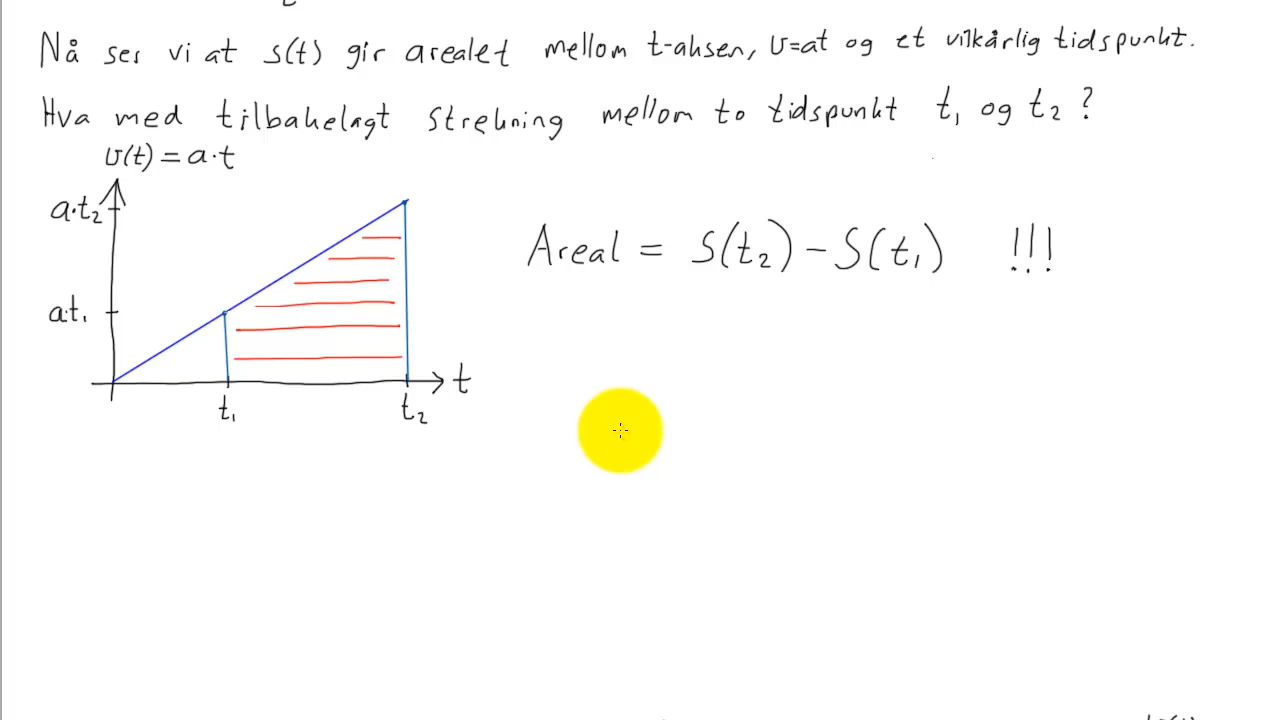 Nå ser vi at s(t) gir arealet mellom t-aksen, v=at og et vilkårlig tidspunkt.
Hva med tilbakelagt strekning mellom to tidspunkt t₁ og t₂ ?
v(t) = a·t
a·t₂
Areal = S(t₂) - S(t₁) !!!
at₁
t
t₁
t₂